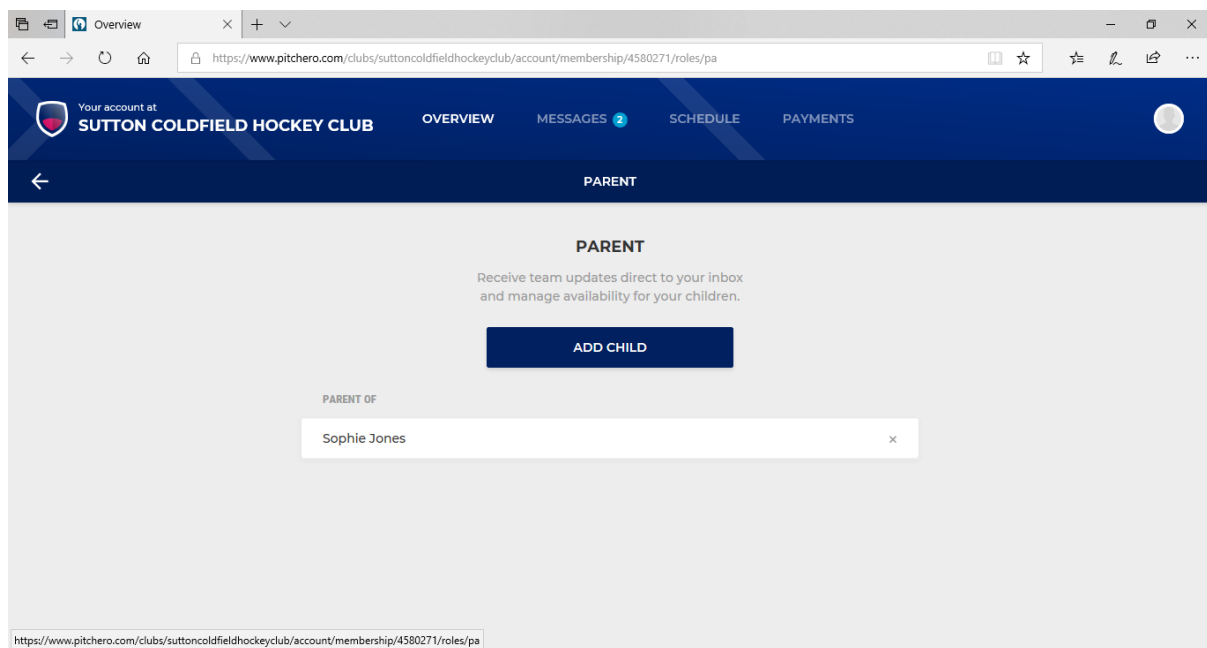 Overview
https://www.pitchero.com/clubs/suttoncoldfieldhockeyclub/account/membership/4580271/roles/pa
Your account at
SUTTON COLDFIELD HOCKEY CLUB
OVERVIEW MESSAGES 2 SCHEDULE PAYMENTS
PARENT
PARENT
Receive team updates direct to your inbox
and manage availability for your children.
ADD CHILD
PARENT OF
Sophie Jones
https://www.pitchero.com/clubs/suttoncoldfieldhockeyclub/account/membership/4580271/roles/pa